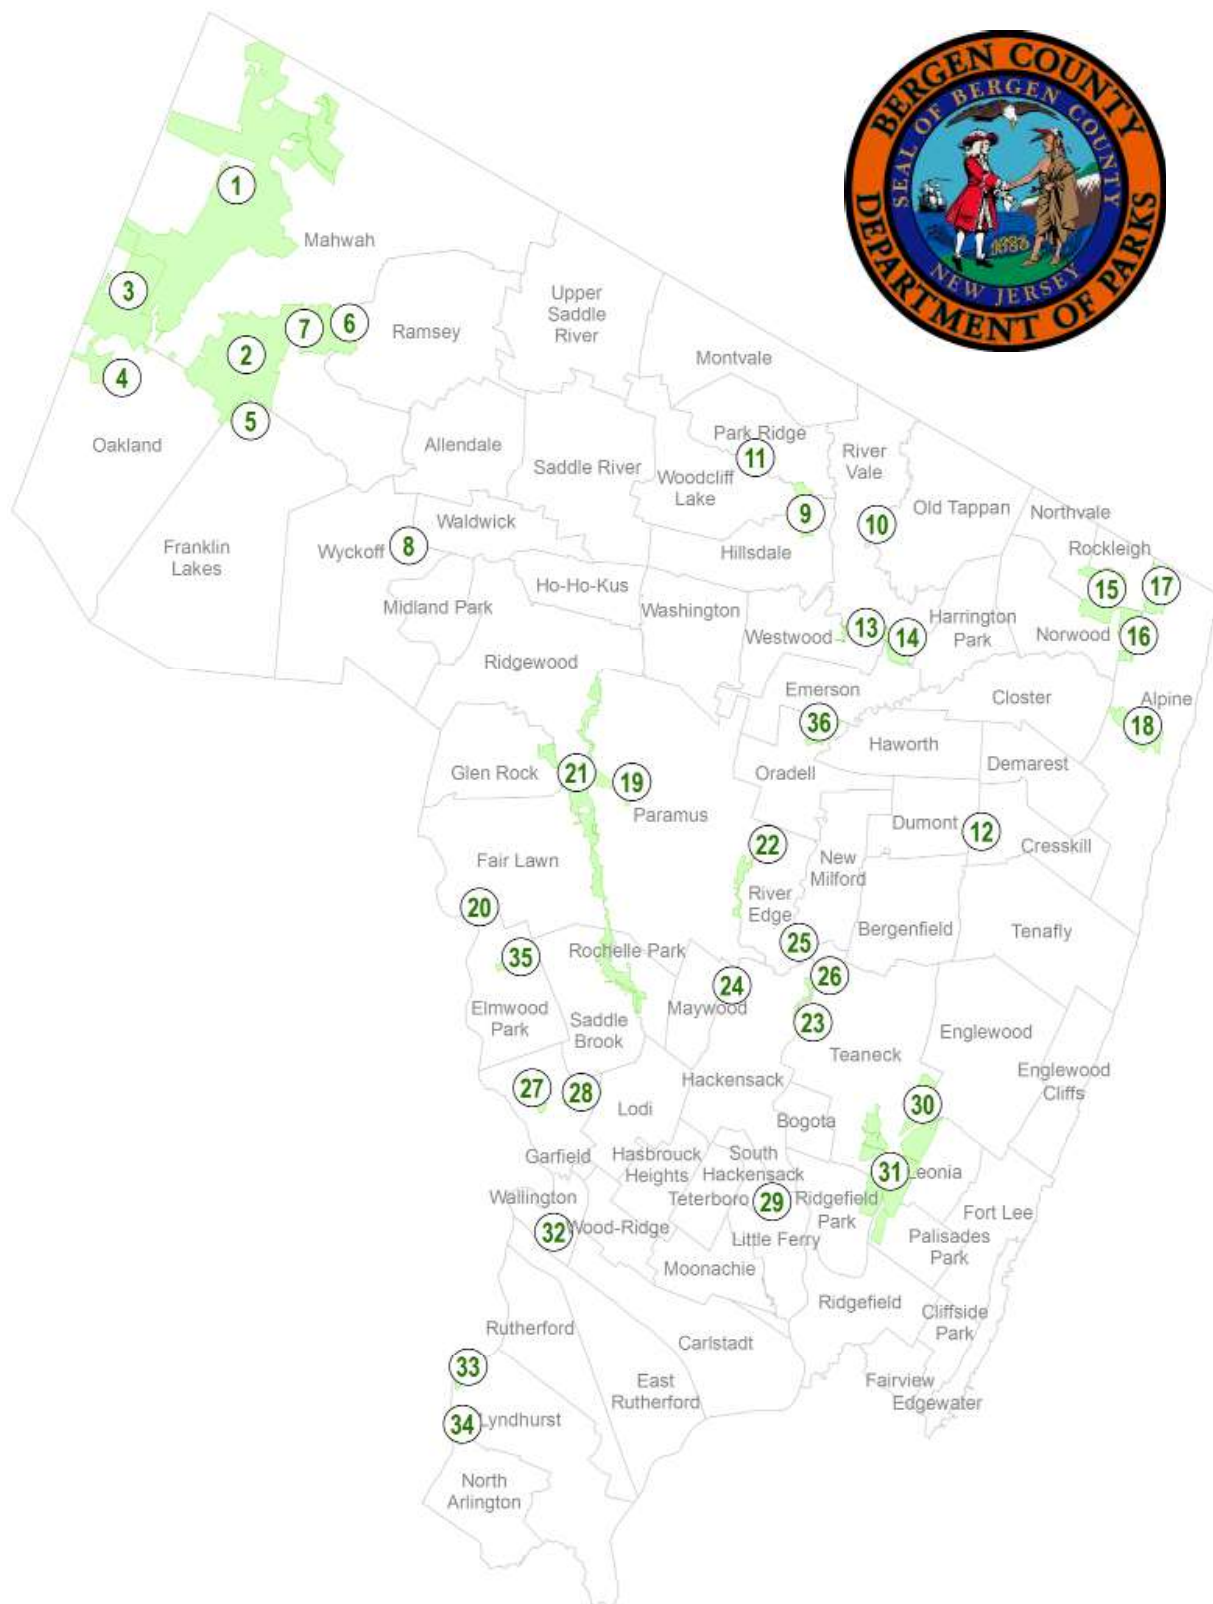 BERGEN COUNTY
SEAL OF BERGEN COUNTY
1683
NEW JERSEY
DEPARTMENT OF PARKS
1
Mahwah
3
7
6
2
4
5
Oakland
Ramsey
Upper
Saddle
River
Montvale
Allendale
Saddle River
Park Ridge
11
Woodcliff
Lake
River
Vale
9
10
Old Tappan
Northvale
Rockleigh
15
17
Franklin
Lakes
Wyckoff
8
Waldwick
Hillsdale
Ho-Ho-Kus
Midland Park
Washington
Westwood
13
14
Harrington
Park
Norwood
16
Ridgewood
Emerson
36
Closter
Alpine
18
Glen Rock
21
19
Paramus
Oradell
Haworth
Demarest
Dumont
12
Cresskill
Fair Lawn
22
New
Milford
River
Edge
20
25
Bergenfield
Tenafly
35
Rochelle Park
24
26
Maywood
23
Elmwood
Park
Saddle
Brook
Teaneck
Englewood
Englewood
Cliffs
27
28
Lodi
Hackensack
Bogota
30
Garfield
Hasbrouck
Heights
South
Hackensack
Teterboro
29
Ridgefield
Park
31
Leonia
Wallington
32
Wood-Ridge
Little Ferry
Fort Lee
Palisades
Park
Moonachie
Ridgefield
Cliffside
Park
Rutherford
Carlstadt
33
East
Rutherford
Fairview
Edgewater
34
Lyndhurst
North
Arlington